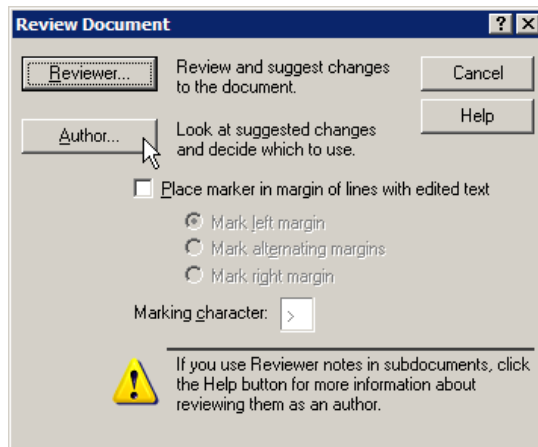 Review Document
Reviewer...
Review and suggest changes
to the document.
Cancel
Help
Author...
Look at suggested changes
and decide which to use.
Place marker in margin of lines with edited text
Mark left margin
Mark alternating margins
Mark right margin
Marking character: >
If you use Reviewer notes in subdocuments, click
the Help button for more information about
reviewing them as an author.